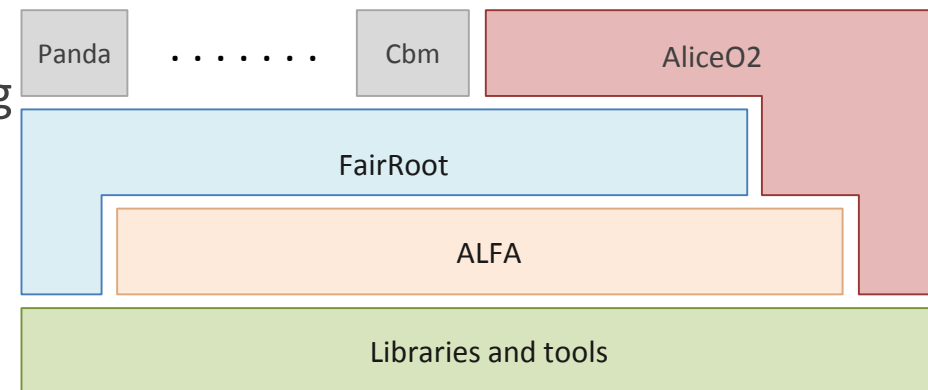 Panda
. . . . . . .
Cbm
AliceO2
g
FairRoot
ALFA
Libraries and tools